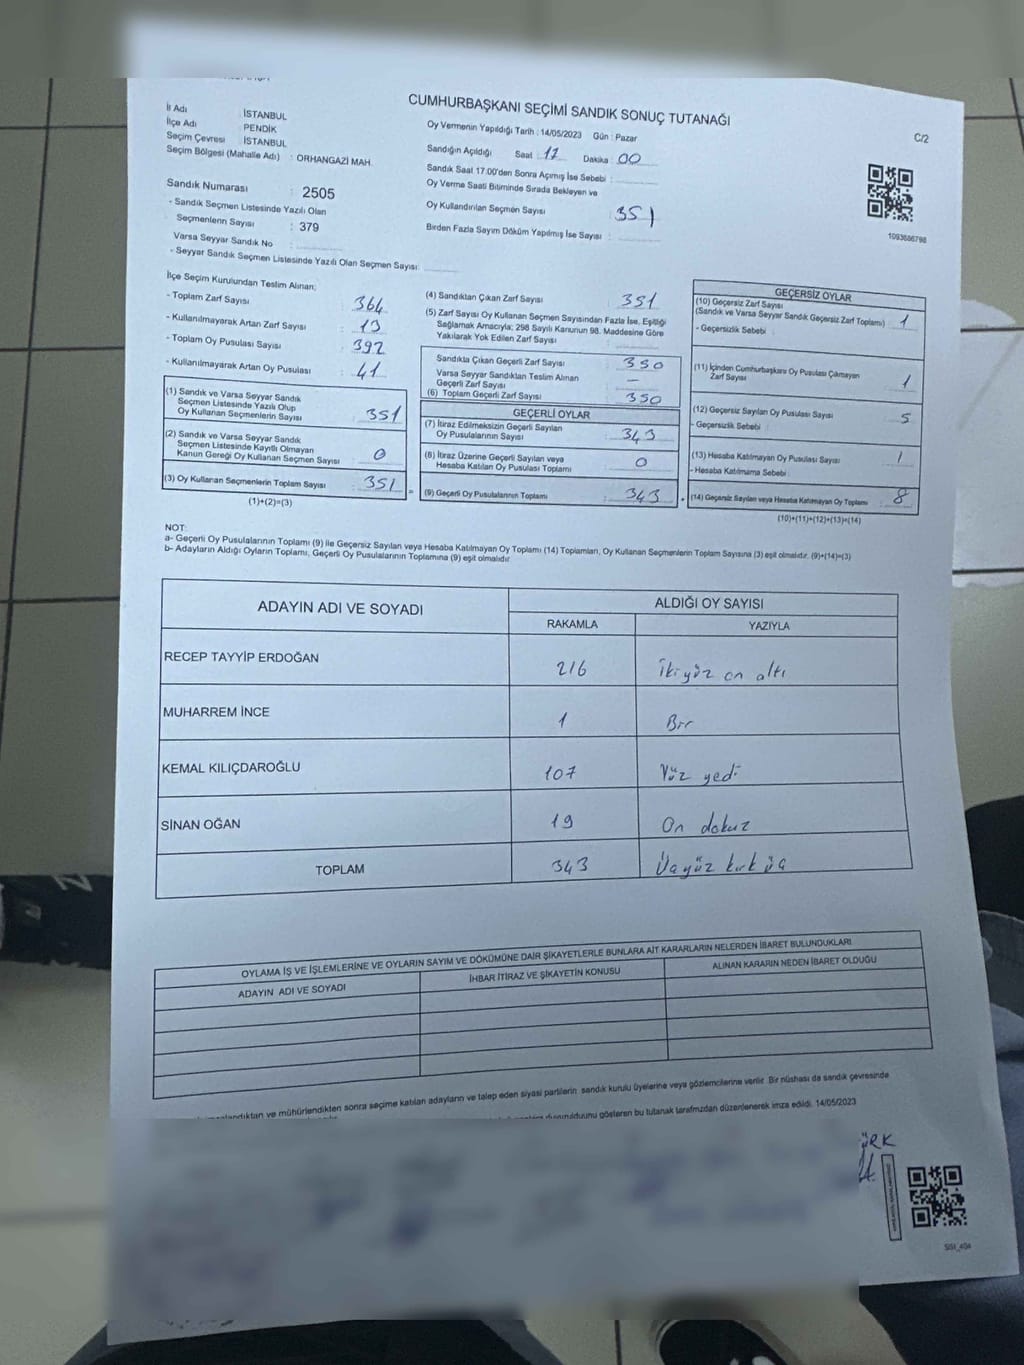 CUMHURBAŞKANI SEÇİMİ SANDIK SONUÇ TUTANAĞI
C/2
İl Adı : İSTANBUL
İlçe Adı : PENDİK
Seçim Çevresi : İSTANBUL
Seçim Bölgesi (Mahalle Adı) : ORHANGAZİ MAH.
Sandık Numarası : 2505
- Sandık Seçmen Listesinde Yazılı Olan
Seçmenlerin Sayısı : 379
Varsa Seyyar Sandık No :
- Seyyar Sandık Seçmen Listesinde Yazılı Olan Seçmen Sayısı:
Oy Vermenin Yapıldığı Tarih : 14/05/2023 Gün : Pazar
Sandığın Açıldığı Saat : 17 Dakika : 00
Sandık Saat 17.00'den Sonra Açımış İse Sebebi :
Oy Verme Saati Bitiminde Sırada Bekleyen ve
Oy Kullandırılan Seçmen Sayısı : 351
Birden Fazla Sayım Döküm Yapılmış İse Sayısı :
1093686798
İlçe Seçim Kurulundan Teslim Alınan;
- Toplam Zarf Sayısı : 364
- Kullanılmayarak Artan Zarf Sayısı : 13
- Toplam Oy Pusulası Sayısı : 392
- Kullanılmayarak Artan Oy Pusulası : 41
(1) Sandık ve Varsa Seyyar Sandık
Seçmen Listesinde Yazılı Olup
Oy Kullanan Seçmenlerin Sayısı : 351
(2) Sandık ve Varsa Seyyar Sandık
Seçmen Listesinde Kayıtlı Olmayan
Kanun Gereği Oy Kullanan Seçmen Sayısı : 0
(3) Oy Kullanan Seçmenlerin Toplam Sayısı : 351
(1)+(2)=(3)
(4) Sandıktan Çıkan Zarf Sayısı : 351
(5) Zarf Sayısı Oy Kullanan Seçmen Sayısından Fazla İse, Eşitliği
Sağlamak Amacıyla; 298 Sayılı Kanunun 98. Maddesine Göre
Yakılarak Yok Edilen Zarf Sayısı :
Sandıkta Çıkan Geçerli Zarf Sayısı : 350
Varsa Seyyar Sandıktan Teslim Alınan
Geçerli Zarf Sayısı : –
(6) Toplam Geçerli Zarf Sayısı : 350
GEÇERLİ OYLAR
(7) İtiraz Edilmeksizin Geçerli Sayılan
Oy Pusulalarının Sayısı : 343
(8) İtiraz Üzerine Geçerli Sayılan veya
Hesaba Katılan Oy Pusulası Toplamı : 0
(9) Geçerli Oy Pusulalarının Toplamı : 343
GEÇERSİZ OYLAR
(10) Geçersiz Zarf Sayısı
(Sandık ve Varsa Seyyar Sandık Geçersiz Zarf Toplamı) : 1
- Geçersizlik Sebebi :
(11) İçinden Cumhurbaşkanı Oy Pusulası Çıkmayan
Zarf Sayısı : 1
(12) Geçersiz Sayılan Oy Pusulası Sayısı : 5
- Geçersizlik Sebebi :
(13) Hesaba Katılmayan Oy Pusulası Sayısı : 1
- Hesaba Katılmama Sebebi :
(14) Geçersiz Sayılan veya Hesaba Katılmayan Oy Toplamı : 8
(10)+(11)+(12)+(13)=(14)
NOT:
a- Geçerli Oy Pusulalarının Toplamı (9) ile Geçersiz Sayılan veya Hesaba Katılmayan Oy Toplamı (14) Toplamları, Oy Kullanan Seçmenlerin Toplam Sayısına (3) eşit olmalıdır. (9)+(14)=(3)
b- Adayların Aldığı Oyların Toplamı, Geçerli Oy Pusulalarının Toplamına (9) eşit olmalıdır.
ADAYIN ADI VE SOYADI
ALDIĞI OY SAYISI
RAKAMLA YAZIYLA
RECEP TAYYİP ERDOĞAN 216 İkiyüz on altı
MUHARREM İNCE 1 Bir
KEMAL KILIÇDAROĞLU 107 Yüz yedi
SİNAN OĞAN 19 On dokuz
TOPLAM 343 Üçyüz kırk üç
OYLAMA İŞ VE İŞLEMLERİNE VE OYLARIN SAYIM VE DÖKÜMÜNE DAİR ŞİKAYETLERLE BUNLARA AİT KARARLARIN NELERDEN İBARET BULUNDUKLARI
ADAYIN ADI VE SOYADI İHBAR İTİRAZ VE ŞİKAYETİN KONUSU ALINAN KARARIN NEDEN İBARET OLDUĞU
mühürlendikten sonra seçime katılan adayların ve talep eden siyasi partilerin sandık kurulu üyelerine veya gözlemcilerine verilir. Bir nüshası da sandık çevresinde
gösteren bu tutanak tarafımızdan düzenlenerek imza edildi. 14/05/2023